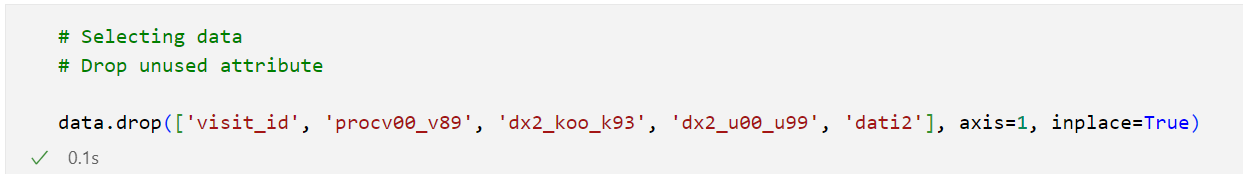 # Selecting data
# Drop unused attribute
data.drop(['visit_id', 'procv00_v89', 'dx2_koo_k93', 'dx2_u00_u99', 'dati2'], axis=1, inplace=True)
✓ 0.1s